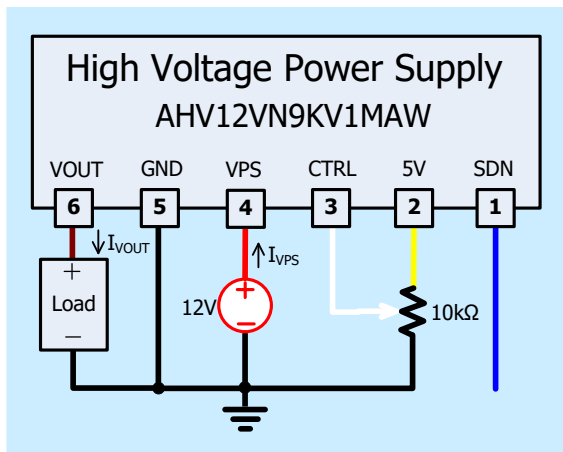 High Voltage Power Supply
AHV12VN9KV1MAW
VOUT GND VPS CTRL 5V SDN
6 5 4 3 2 1
↓IVOUT ↑IVPS
+ +
Load 12V 10kΩ
− −